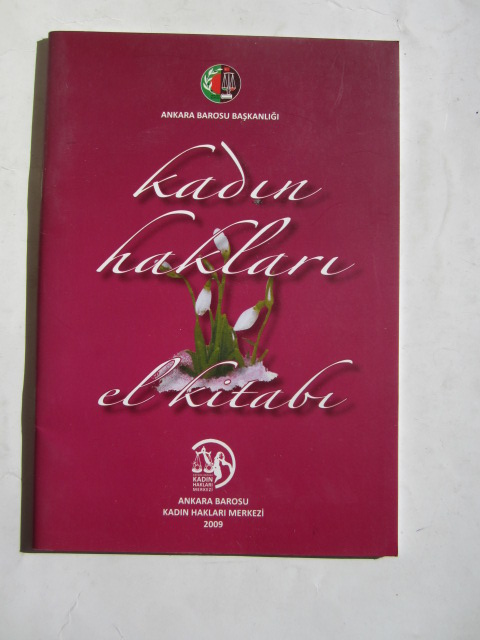 ANKARA BAROSU BAŞKANLIĞI
kadın
hakları
el kitabı
KADIN
HAKLARI
MERKEZİ
ANKARA BAROSU
KADIN HAKLARI MERKEZİ
2009